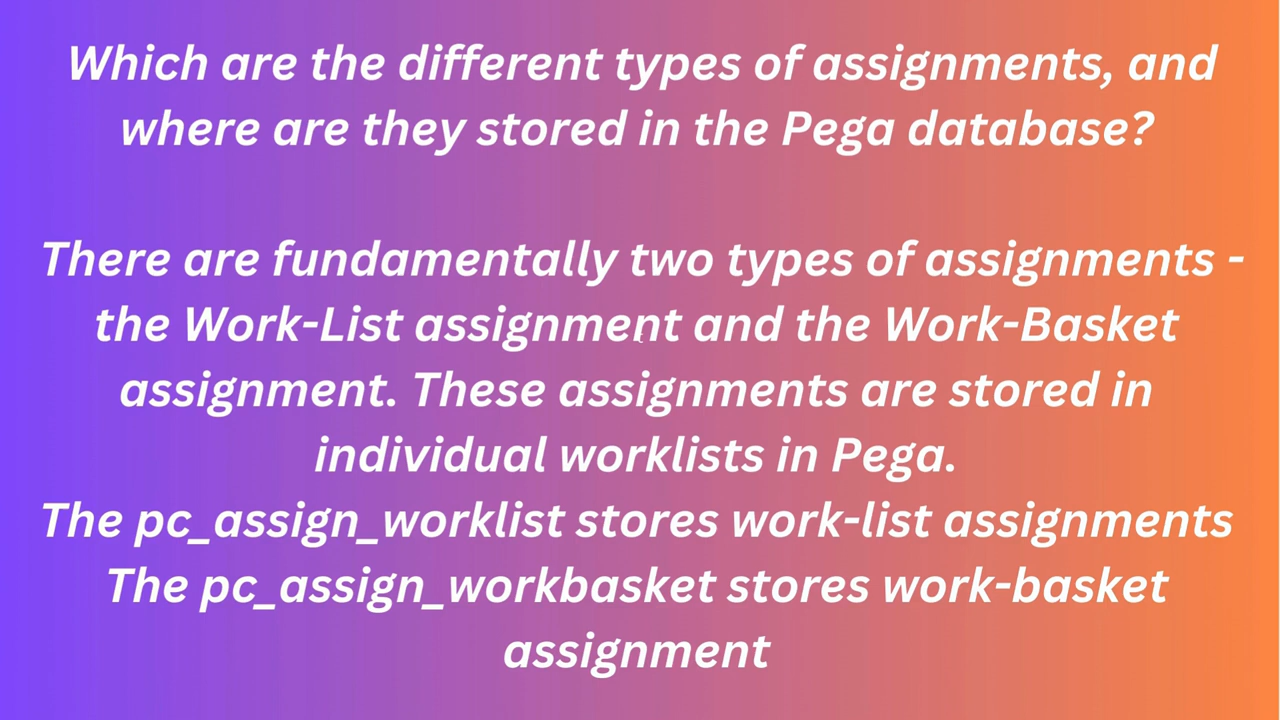 Which are the different types of assignments, and
where are they stored in the Pega database?
There are fundamentally two types of assignments -
the Work-List assignment and the Work-Basket
assignment. These assignments are stored in
individual worklists in Pega.
The pc_assign_worklist stores work-list assignments
The pc_assign_workbasket stores work-basket
assignment